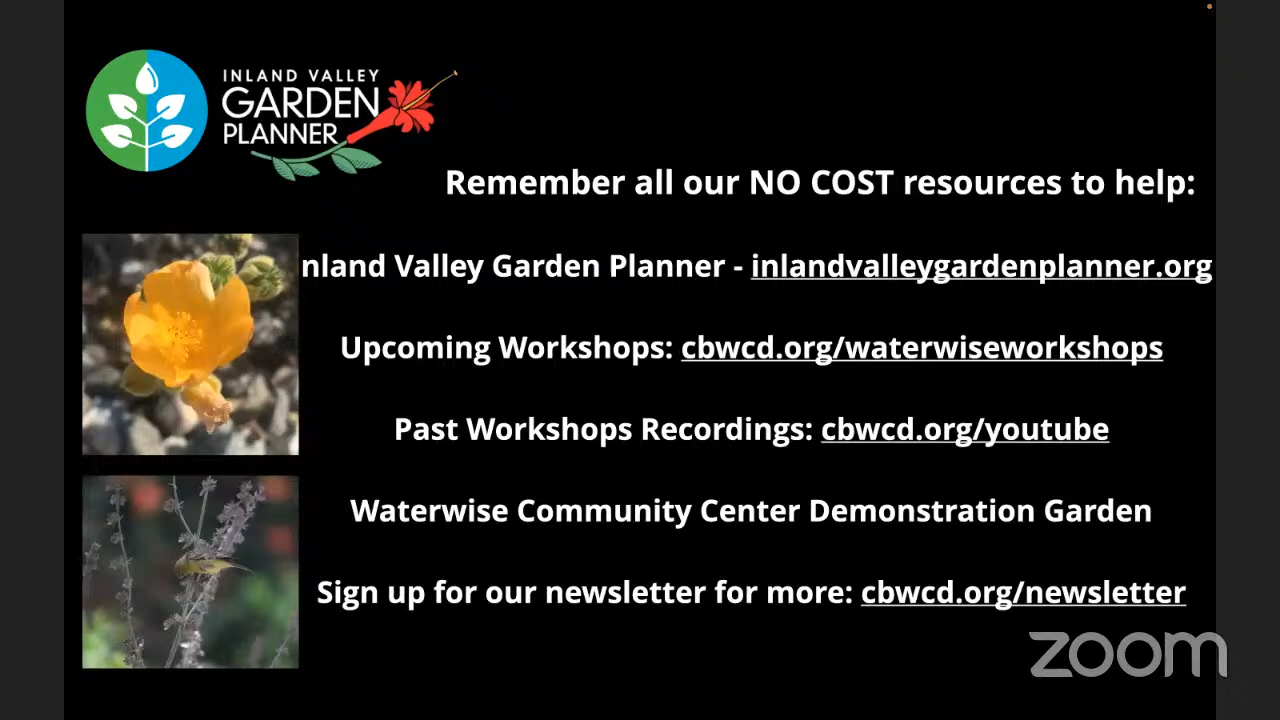 INLAND VALLEY
GARDEN
PLANNER
Remember all our NO COST resources to help:
nland Valley Garden Planner - inlandvalleygardenplanner.org
Upcoming Workshops: cbwcd.org/waterwiseworkshops
Past Workshops Recordings: cbwcd.org/youtube
Waterwise Community Center Demonstration Garden
Sign up for our newsletter for more: cbwcd.org/newsletter
zoom